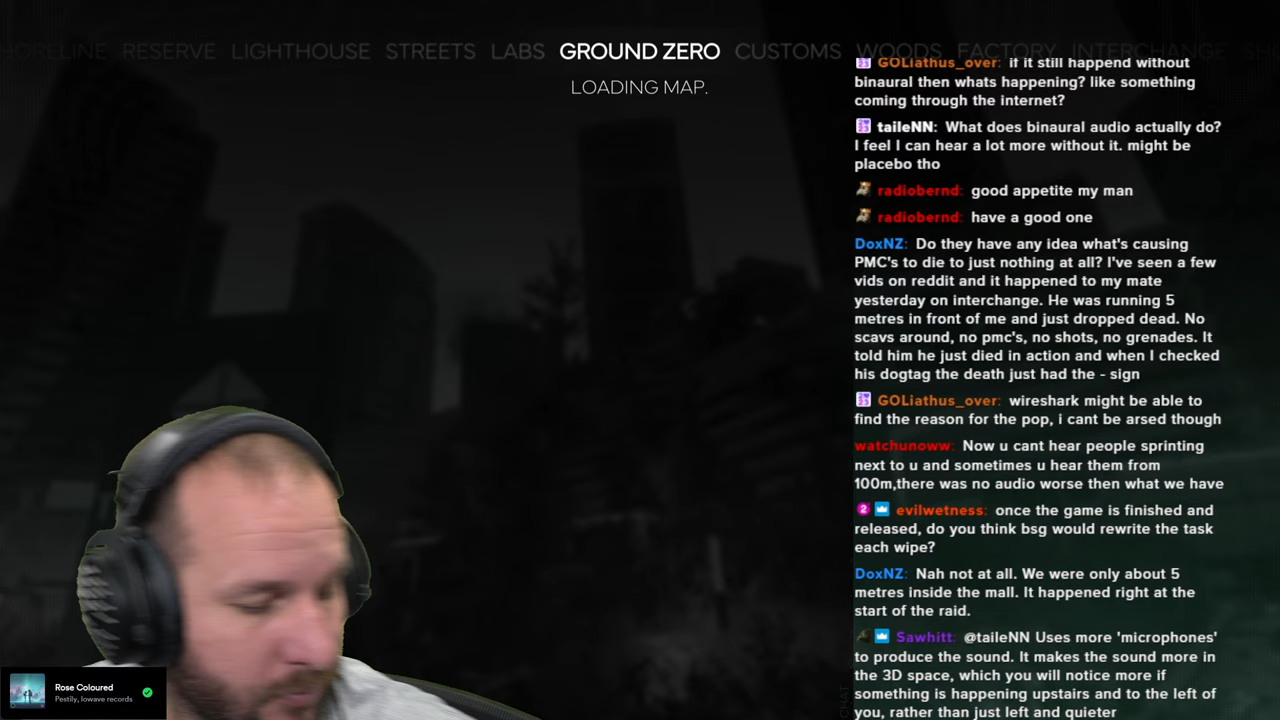 SHORELINE RESERVE LIGHTHOUSE STREETS LABS GROUND ZERO CUSTOMS WOODS FACTORY INTERCHANGE
LOADING MAP.
GOLiathus_over: if it still happend without
binaural then whats happening? like something
coming through the internet?
taileNN: What does binaural audio actually do?
I feel I can hear a lot more without it. might be
placebo tho
radiobernd: good appetite my man
radiobernd: have a good one
DoxNZ: Do they have any idea what's causing
PMC's to die to just nothing at all? I've seen a few
vids on reddit and it happened to my mate
yesterday on interchange. He was running 5
metres in front of me and just dropped dead. No
scavs around, no pmc's, no shots, no grenades. It
told him he just died in action and when I checked
his dogtag the death just had the - sign
GOLiathus_over: wireshark might be able to
find the reason for the pop, i cant be arsed though
watchunoww: Now u cant hear people sprinting
next to u and sometimes u hear them from
100m,there was no audio worse then what we have
evilwetness: once the game is finished and
released, do you think bsg would rewrite the task
each wipe?
DoxNZ: Nah not at all. We were only about 5
metres inside the mall. It happened right at the
start of the raid.
Sawhitt: @taileNN Uses more 'microphones'
to produce the sound. It makes the sound more in
the 3D space, which you will notice more if
something is happening upstairs and to the left of
you, rather than just left and quieter
CHAT
Rose Coloured
Pestily, lowave records